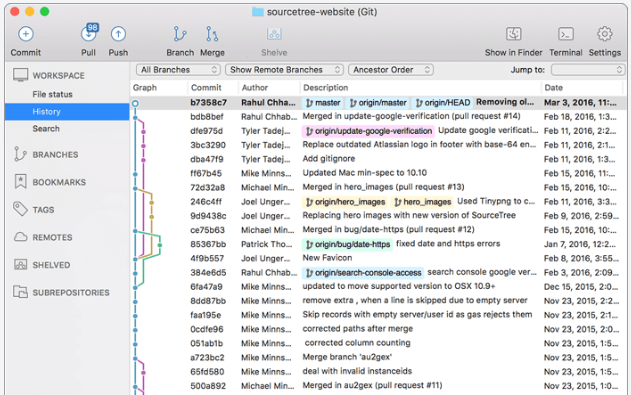 sourcetree-website (Git)
98
Commit Pull Push Branch Merge Shelve Show in Finder Terminal Settings
All Branches Show Remote Branches Ancestor Order Jump to:
Graph Commit Author Description Date
WORKSPACE
File status
History
Search
BRANCHES
BOOKMARKS
TAGS
REMOTES
SHELVED
SUBREPOSITORIES
b7358c7 Rahul Chha... master origin/master origin/HEAD Removing ol... Mar 3, 2016, 11:...
bdb8bef Rahul Chhab... Merged in update-google-verification (pull request #14) Feb 18, 2016, 1:3...
dfe975d Tyler Tadej... origin/update-google-verification Update google verificati... Feb 11, 2016, 2:2...
3bc3290 Tyler Tadej... Replace outdated Atlassian logo in footer with base-64 en... Feb 11, 2016, 2:1...
dba47f9 Tyler Tadej... Add gitignore Feb 11, 2016, 1:3...
ff67b45 Mike Minns... Updated Mac min-spec to 10.10 Feb 15, 2016, 11:...
72d32a8 Michael Min... Merged in hero_images (pull request #13) Feb 15, 2016, 10:...
246c4ff Joel Unger... origin/hero_images hero_images Used Tinypng to c... Feb 11, 2016, 3:3...
9d9438c Joel Unger... Replacing hero images with new version of SourceTree Feb 9, 2016, 2:59...
ce75b63 Michael Min... Merged in bug/date-https (pull request #12) Feb 15, 2016, 10:...
85367bb Patrick Tho... origin/bug/date-https fixed date and https errors Jan 7, 2016, 12:2...
4f9b557 Joel Unger... New Favicon Feb 8, 2016, 3:55...
384e6d5 Rahul Chhab... origin/search-console-access search console google ver... Feb 3, 2016, 2:09...
6fa47a9 Mike Minns... updated to move supported version to OSX 10.9+ Dec 15, 2015, 2:0...
8dd87bb Mike Minns... remove extra , when a line is skipped due to empty server Nov 23, 2015, 2:2...
faa195e Mike Minns... Skip records with empty server/user id as gas rejects them Nov 23, 2015, 2:1...
0cdfe96 Mike Minns... corrected paths after merge Nov 23, 2015, 2:0...
051ab1b Mike Minns... corrected column counting Nov 23, 2015, 1:5...
a723bc2 Mike Minns... Merge branch 'au2gex' Nov 23, 2015, 1:5...
65fd580 Mike Minns... deal with invalid instanceids Nov 23, 2015, 1:5...
500a892 Michael Min... Merged in au2gex (pull request #11) Nov 23, 2015, 1:0...